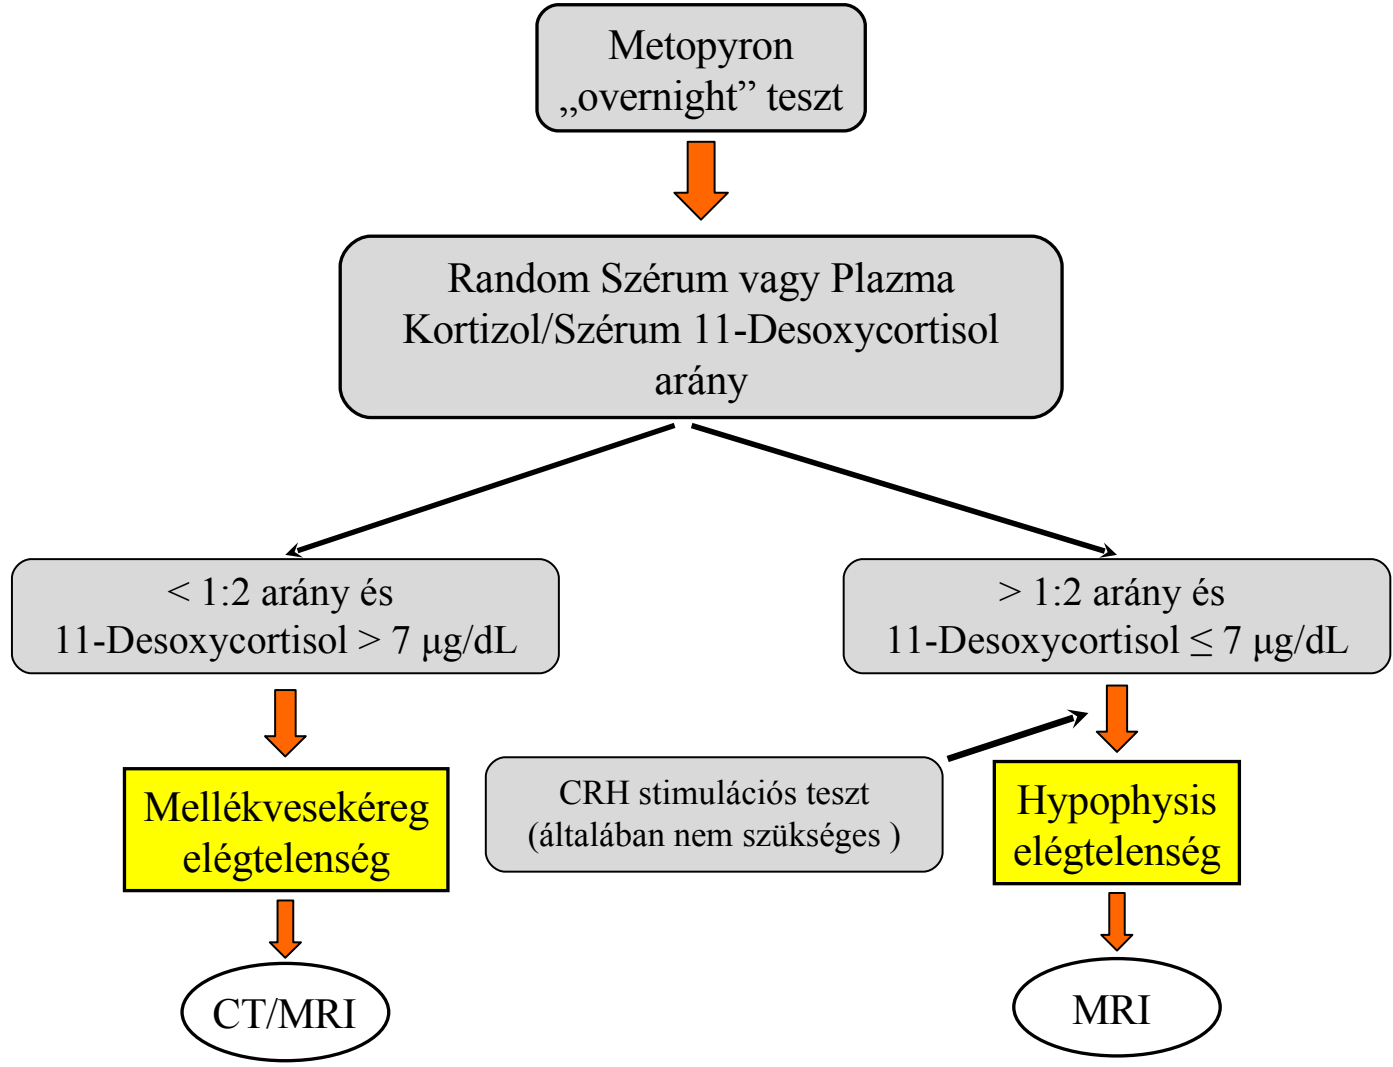 Metopyron
„overnight” teszt
Random Szérum vagy Plazma
Kortizol/Szérum 11-Desoxycortisol
arány
< 1:2 arány és
11-Desoxycortisol > 7 μg/dL
> 1:2 arány és
11-Desoxycortisol ≤ 7 μg/dL
Mellékvesekéreg
elégtelenség
CRH stimulációs teszt
(általában nem szükséges )
Hypophysis
elégtelenség
CT/MRI
MRI